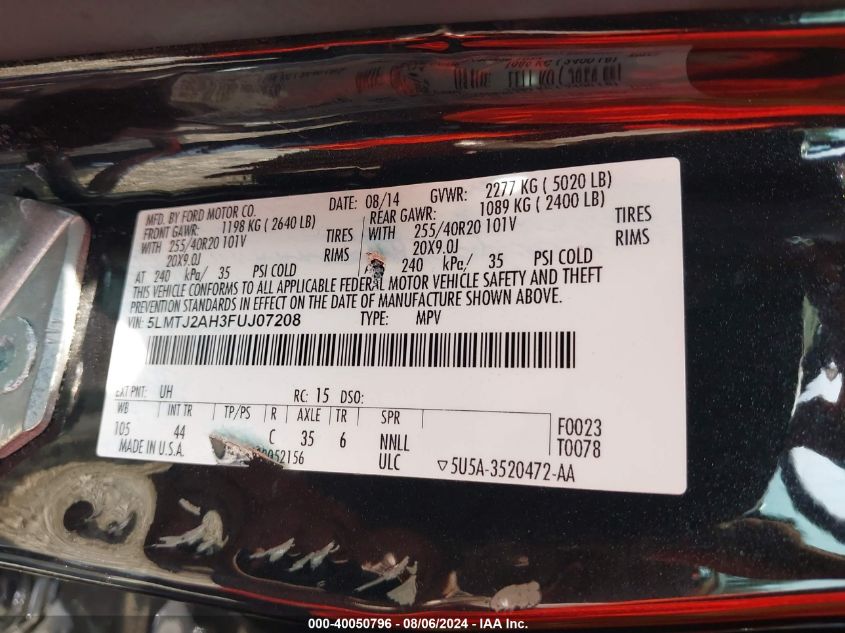 MFD. BY FORD MOTOR CO. DATE: 08/14 GVWR: 2277 KG ( 5020 LB)
FRONT GAWR: 1198 KG ( 2640 LB) REAR GAWR: 1089 KG ( 2400 LB)
WITH 255/40R20 101V TIRES WITH 255/40R20 101V TIRES
20X9.0J RIMS 20X9.0J RIMS
AT 240 kPa/ 35 PSI COLD 240 kPa/ 35 PSI COLD
THIS VEHICLE CONFORMS TO ALL APPLICABLE FEDERAL MOTOR VEHICLE SAFETY AND THEFT
PREVENTION STANDARDS IN EFFECT ON THE DATE OF MANUFACTURE SHOWN ABOVE.
VIN: 5LMTJ2AH3FUJ07208 TYPE: MPV
EXT PNT: UH RC: 15 DSO:
WB INT TR TP/PS R AXLE TR SPR
105 44 C 35 6 NNLL F0023
T0078
MADE IN U.S.A. 052156 ULC ▽5U5A-3520472-AA
000-40050796 - 08/06/2024 - IAA Inc.